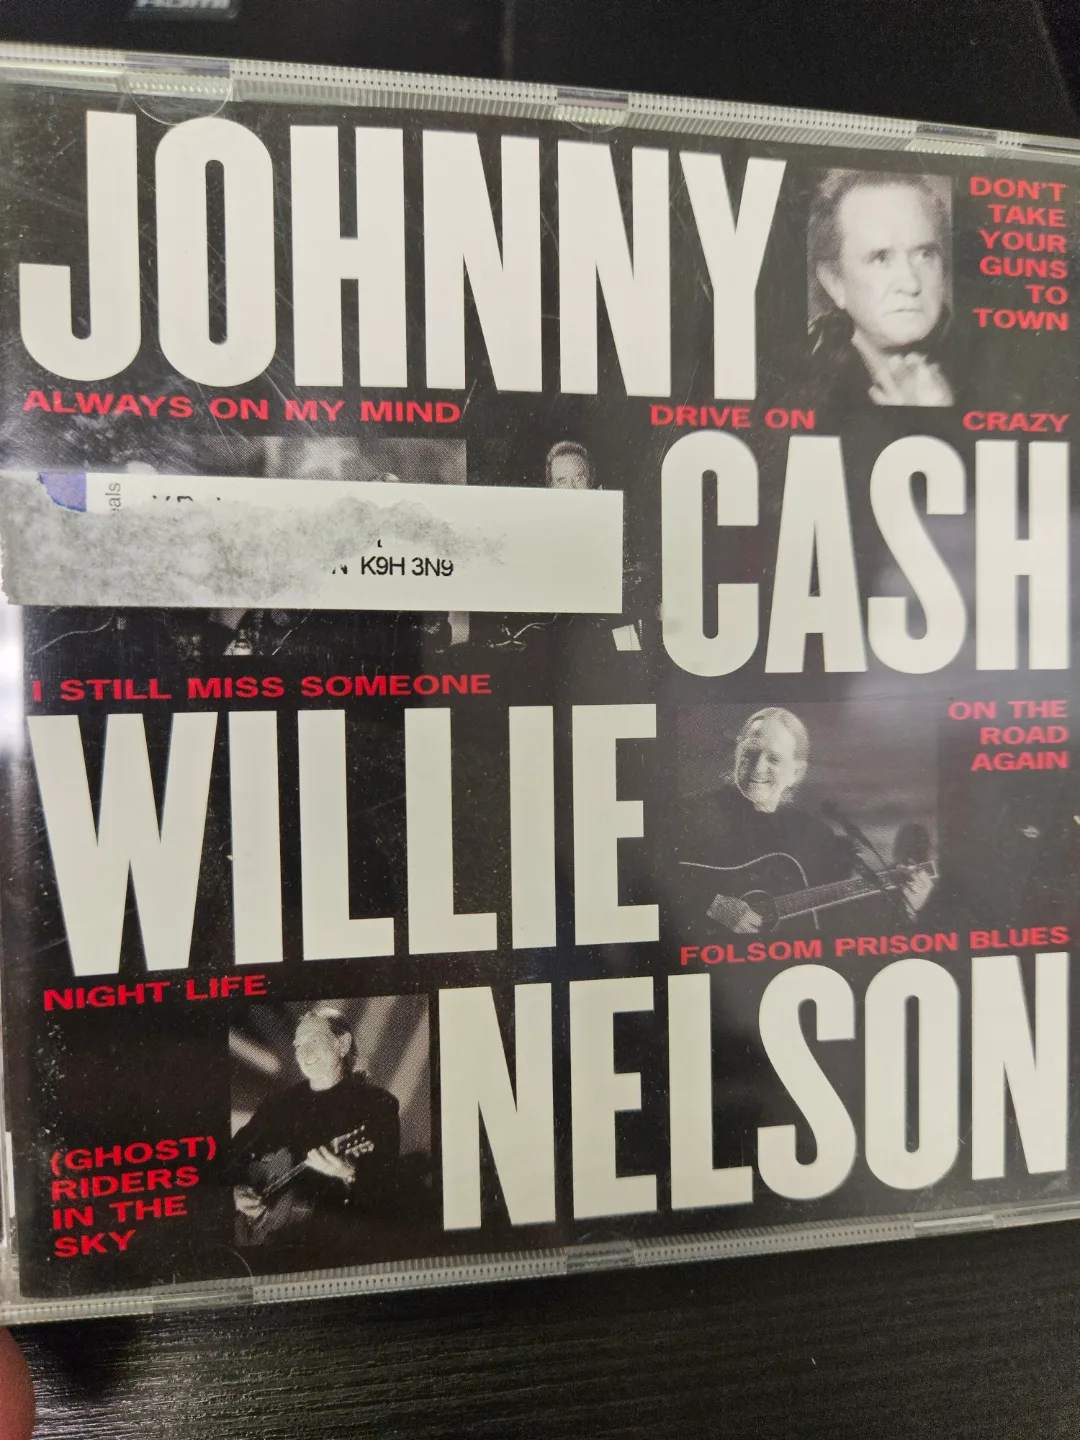 JOHNNY
DON'T
TAKE
YOUR
GUNS
TO
TOWN
ALWAYS ON MY MIND
DRIVE ON
CRAZY
CASH
als
K9H 3N9
I STILL MISS SOMEONE
WILLIE
ON THE
ROAD
AGAIN
FOLSOM PRISON BLUES
NIGHT LIFE
NELSON
(GHOST)
RIDERS
IN THE
SKY